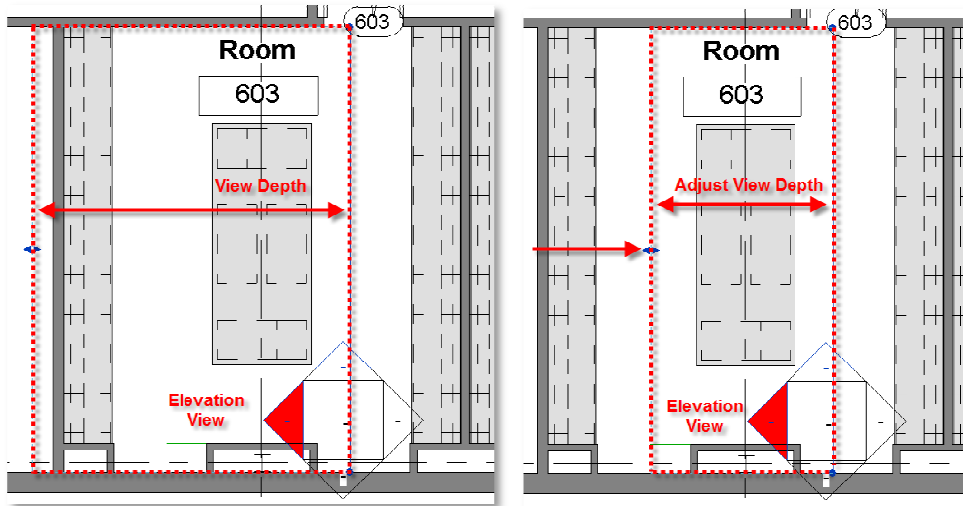 603
Room
603
View Depth
Elevation
View
603
Room
603
Adjust View Depth
Elevation
View